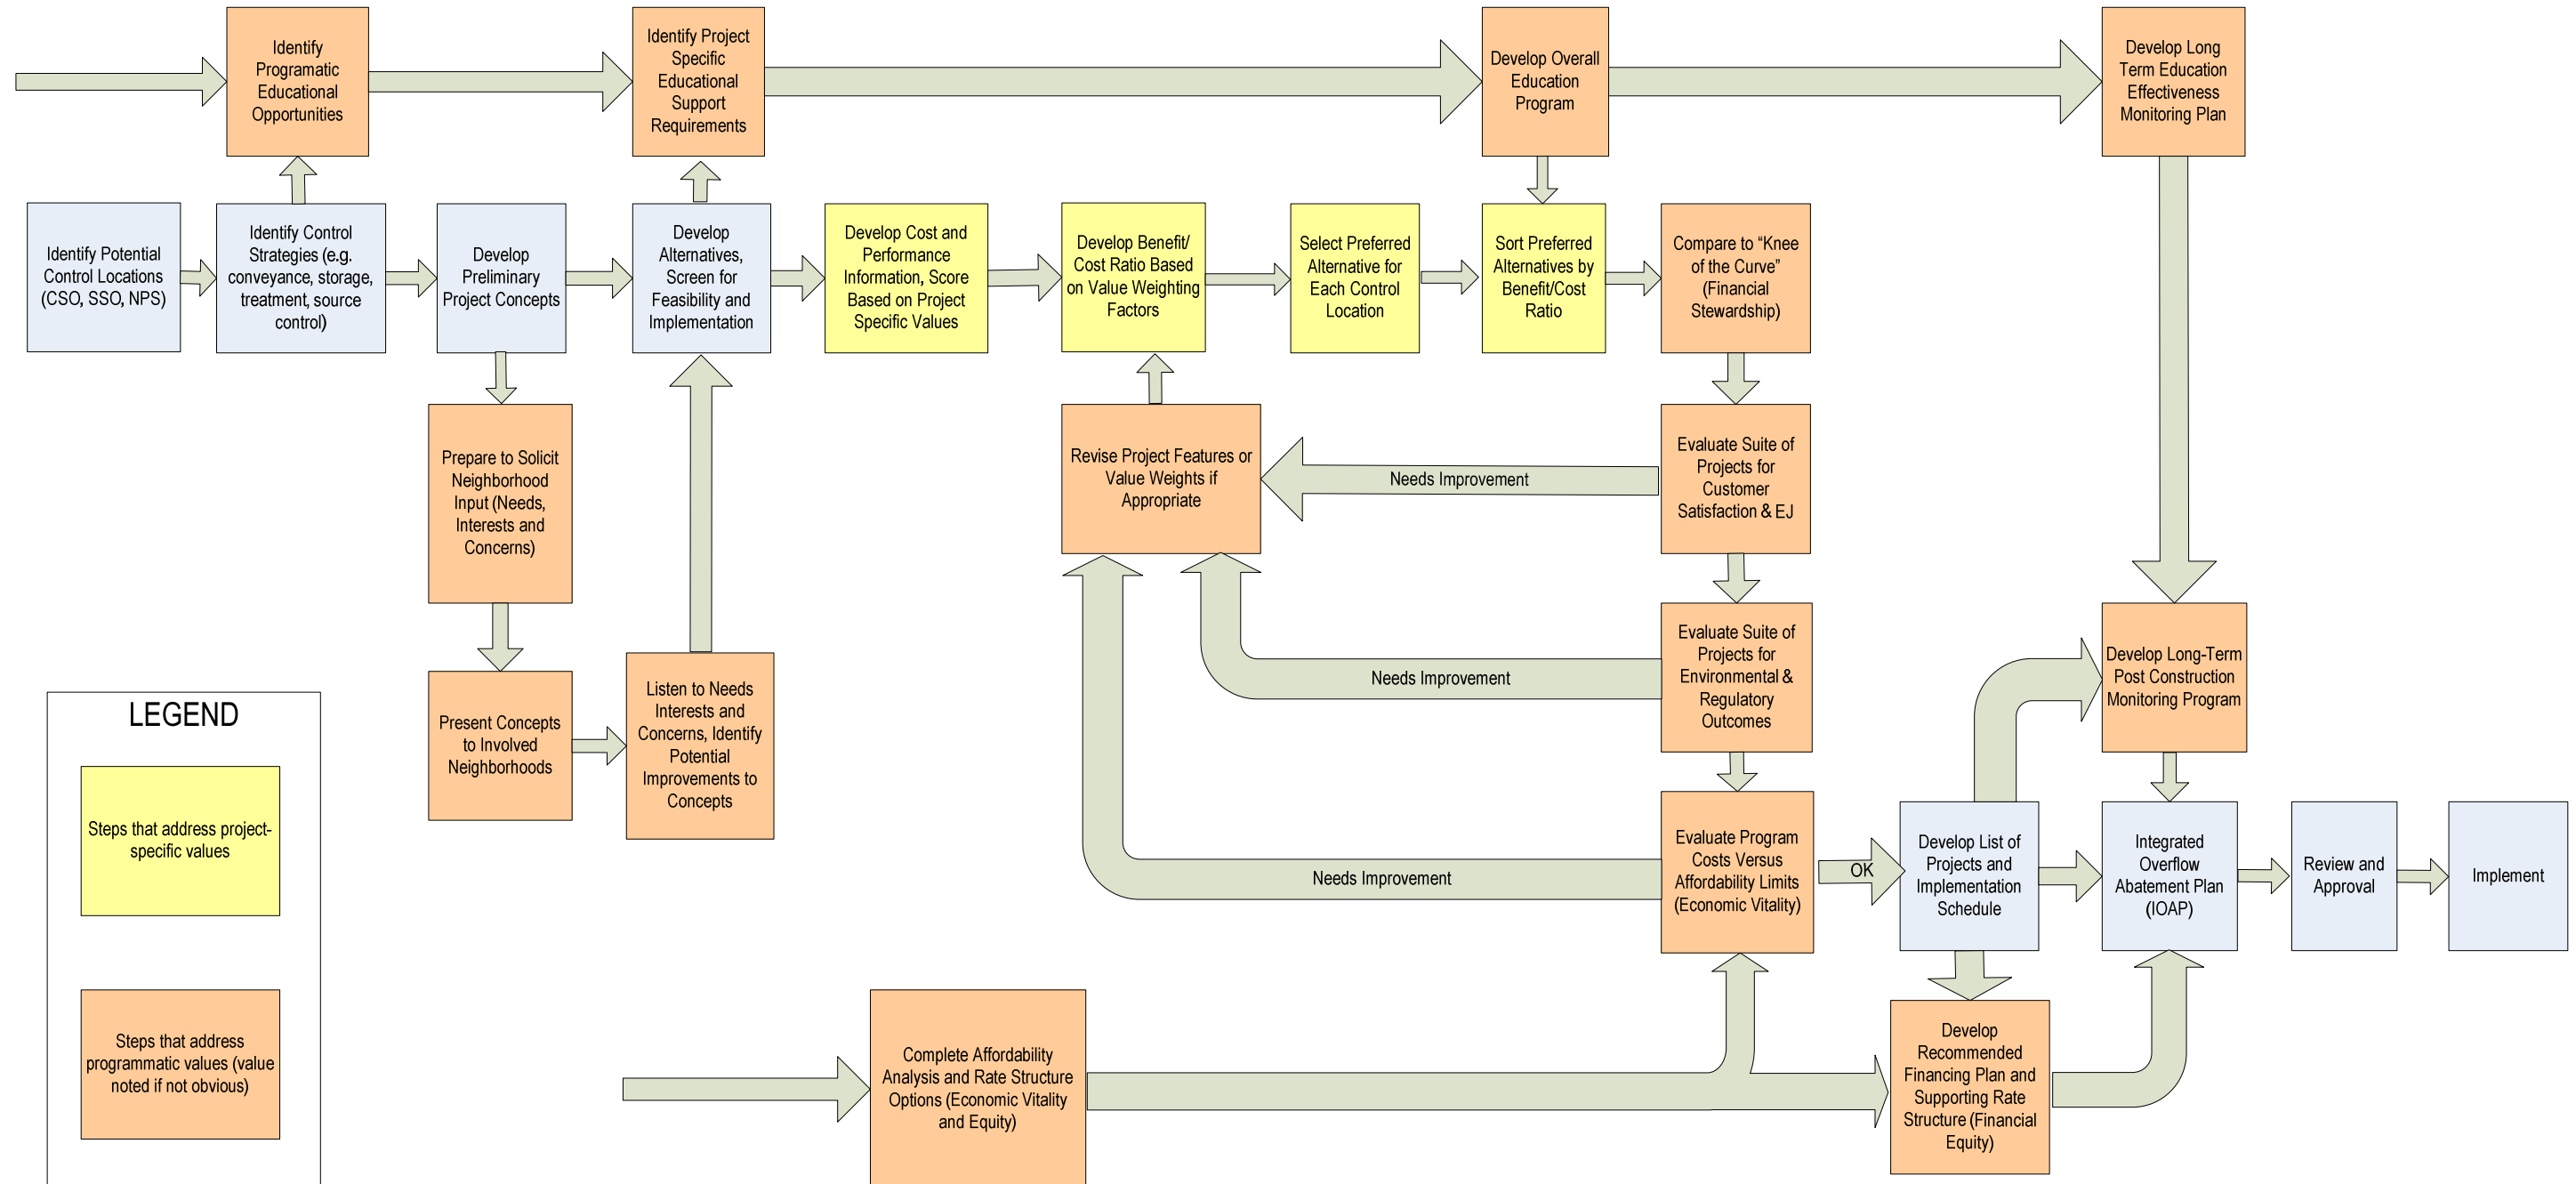 Identify
Programatic
Educational
Opportunities
Identify Project
Specific
Educational
Support
Requirements
Develop Overall
Education
Program
Develop Long
Term Education
Effectiveness
Monitoring Plan
Identify Potential
Control Locations
(CSO, SSO, NPS)
Identify Control
Strategies (e.g.
conveyance, storage,
treatment, source
control)
Develop
Preliminary
Project Concepts
Develop
Alternatives,
Screen for
Feasibility and
Implementation
Develop Cost and
Performance
Information, Score
Based on Project
Specific Values
Develop Benefit/
Cost Ratio Based
on Value Weighting
Factors
Select Preferred
Alternative for
Each Control
Location
Sort Preferred
Alternatives by
Benefit/Cost
Ratio
Compare to “Knee
of the Curve”
(Financial
Stewardship)
Prepare to Solicit
Neighborhood
Input (Needs,
Interests and
Concerns)
Revise Project Features or
Value Weights if
Appropriate
Needs Improvement
Evaluate Suite of
Projects for
Customer
Satisfaction & EJ
Present Concepts
to Involved
Neighborhoods
Listen to Needs
Interests and
Concerns, Identify
Potential
Improvements to
Concepts
Needs Improvement
Evaluate Suite of
Projects for
Environmental &
Regulatory
Outcomes
Develop Long-Term
Post Construction
Monitoring Program
Needs Improvement
Evaluate Program
Costs Versus
Affordability Limits
(Economic Vitality)
OK
Develop List of
Projects and
Implementation
Schedule
Integrated
Overflow
Abatement Plan
(IOAP)
Review and
Approval
Implement
LEGEND
Steps that address project-
specific values
Steps that address
programmatic values (value
noted if not obvious)
Complete Affordability
Analysis and Rate Structure
Options (Economic Vitality
and Equity)
Develop
Recommended
Financing Plan and
Supporting Rate
Structure (Financial
Equity)